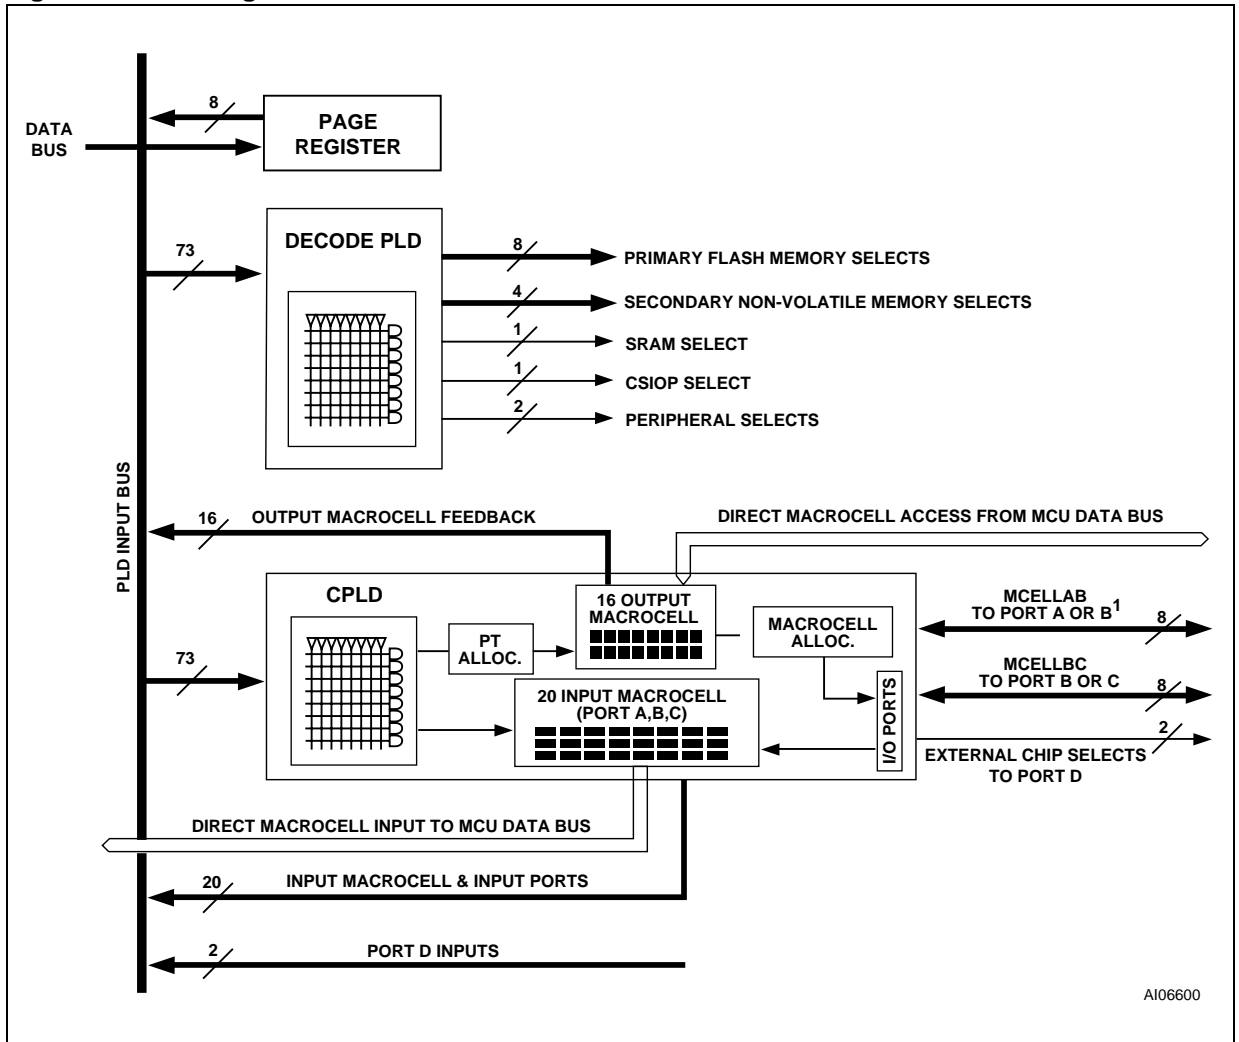 8
PAGE
REGISTER
DATA
BUS
DECODE PLD
73
8
PRIMARY FLASH MEMORY SELECTS
4
SECONDARY NON-VOLATILE MEMORY SELECTS
1
SRAM SELECT
1
CSIOP SELECT
2
PERIPHERAL SELECTS
PLD INPUT BUS
16
OUTPUT MACROCELL FEEDBACK
DIRECT MACROCELL ACCESS FROM MCU DATA BUS
CPLD
73
PT
ALLOC.
16 OUTPUT
MACROCELL
MACROCELL
ALLOC.
20 INPUT MACROCELL
(PORT A,B,C)
I/O PORTS
MCELLAB
TO PORT A OR B1
8
MCELLBC
TO PORT B OR C
8
2
EXTERNAL CHIP SELECTS
TO PORT D
DIRECT MACROCELL INPUT TO MCU DATA BUS
20
INPUT MACROCELL & INPUT PORTS
2
PORT D INPUTS
AI06600